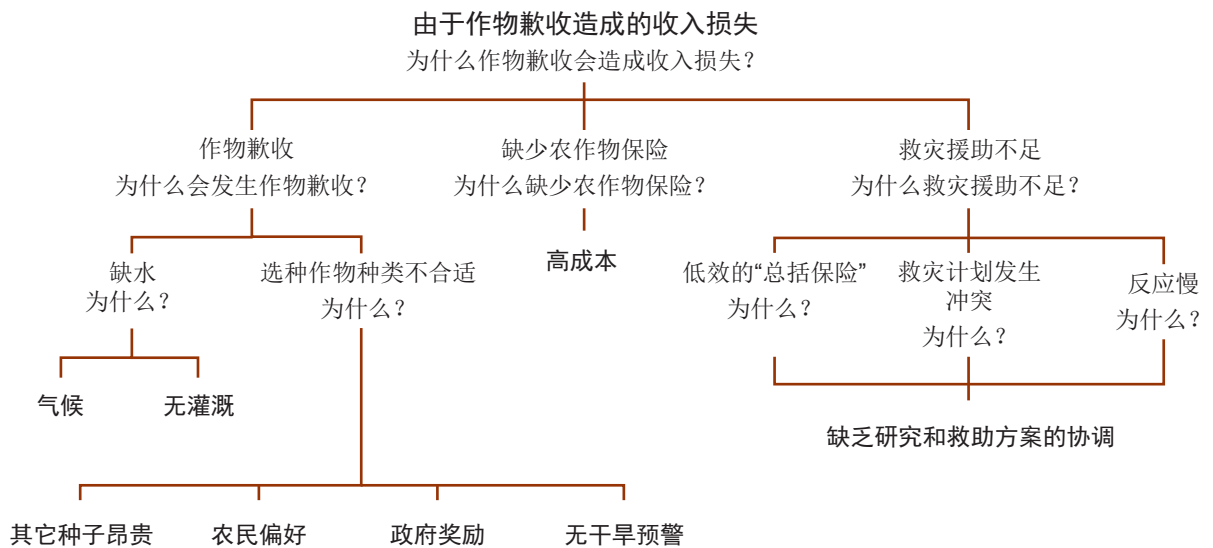 由于作物歉收造成的收入损失
为什么作物歉收会造成收入损失？
作物歉收
为什么会发生作物歉收？
缺少农作物保险
为什么缺少农作物保险？
救灾援助不足
为什么救灾援助不足？
缺水
为什么？
选种作物种类不合适
为什么？
高成本
低效的“总括保险”
为什么？
救灾计划发生
冲突
为什么？
反应慢
为什么？
气候
无灌溉
缺乏研究和救助方案的协调
其它种子昂贵
农民偏好
政府奖励
无干旱预警